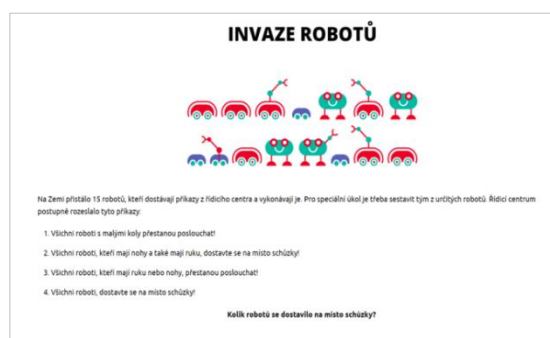 INVAZE ROBOTŮ
Na Zemi přistálo 15 robotů, kteří dostávají příkazy z řídicího centra a vykonávají je. Pro speciální úkol je třeba sestavit tým z určitých robotů. Řídicí centrum
postupně rozeslalo tyto příkazy:
1. Všichni roboti s malými koly přestanou poslouchat!
2. Všichni roboti, kteří mají nohy a také mají ruku, dostavte se na místo schůzky!
3. Všichni roboti, kteří mají ruku nebo nohy, přestanou poslouchat!
4. Všichni roboti, dostavte se na místo schůzky!
Kolik robotů se dostavilo na místo schůzky?